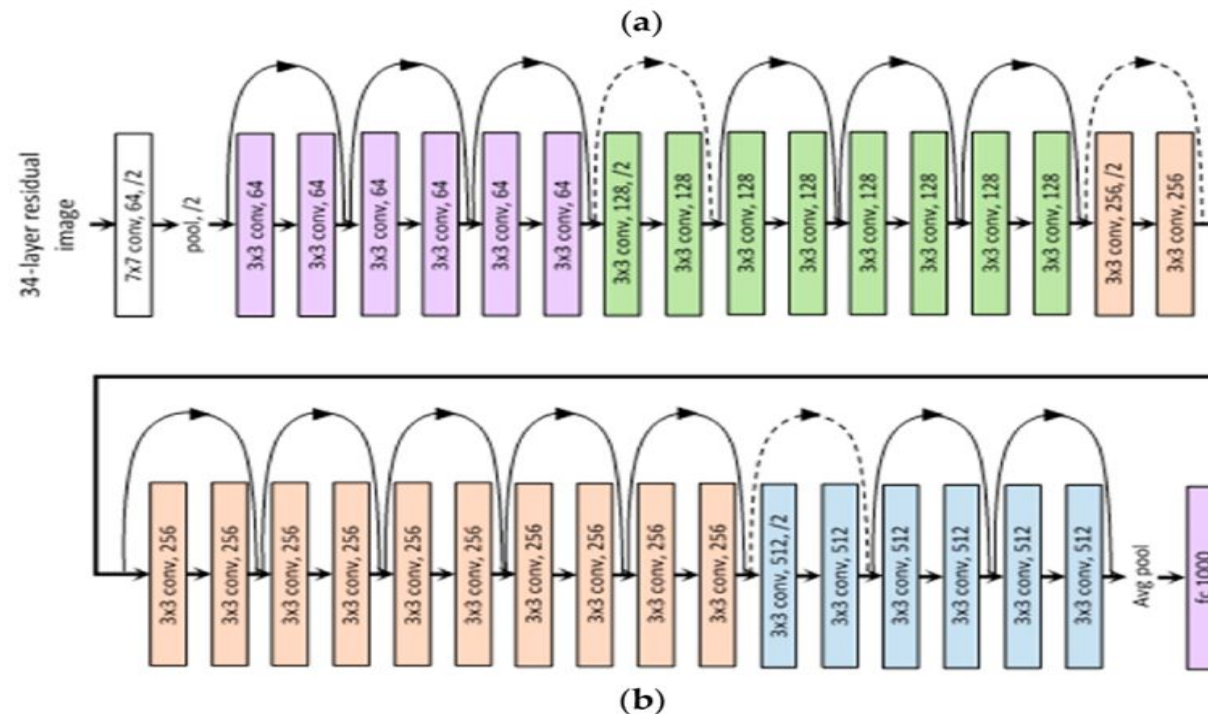 (a)
34-layer residual
image
7x7 conv, 64, /2
pool, /2
3x3 conv, 64
3x3 conv, 64
3x3 conv, 64
3x3 conv, 64
3x3 conv, 64
3x3 conv, 64
3x3 conv, 128, /2
3x3 conv, 128
3x3 conv, 128
3x3 conv, 128
3x3 conv, 128
3x3 conv, 128
3x3 conv, 128
3x3 conv, 128
3x3 conv, 256, /2
3x3 conv, 256
3x3 conv, 256
3x3 conv, 256
3x3 conv, 256
3x3 conv, 256
3x3 conv, 256
3x3 conv, 256
3x3 conv, 256
3x3 conv, 256
3x3 conv, 256
3x3 conv, 256
3x3 conv, 512, /2
3x3 conv, 512
3x3 conv, 512
3x3 conv, 512
3x3 conv, 512
3x3 conv, 512
Avg pool
fc 1000
(b)